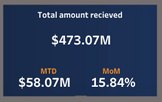 Total amount recieved
$473.07M
MTD MoM
$58.07M 15.84%